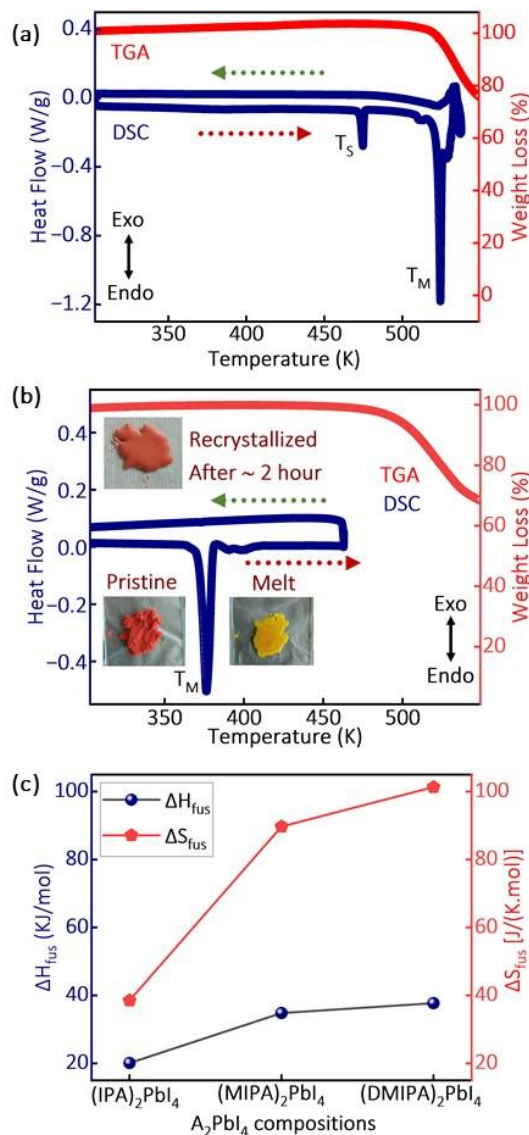 (a)
0.4
0.0
−0.4
−0.8
−1.2
Heat Flow (W/g)
TGA
DSC
T_S
T_M
Exo
Endo
100
80
60
40
20
0
Weight Loss (%)
350 400 450 500
Temperature (K)
(b)
0.4
0.2
0.0
−0.2
−0.4
Heat Flow (W/g)
Recrystallized
After ~ 2 hour
TGA
DSC
Pristine
Melt
T_M
Exo
Endo
100
80
60
40
20
Weight Loss (%)
350 400 450 500
Temperature (K)
(c)
100
80
60
40
20
ΔH_fus (KJ/mol)
ΔH_fus
ΔS_fus
100
80
60
40
20
ΔS_fus [J/(K.mol)]
(IPA)₂PbI₄ (MIPA)₂PbI₄ (DMIPA)₂PbI₄
A₂PbI₄ compositions